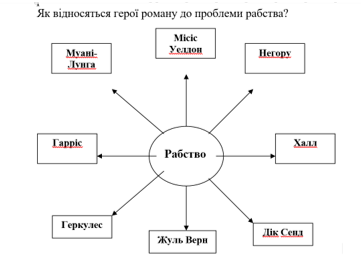 Як відносяться герої роману до проблеми рабства?
Місіс
Уелдон
Муані-
Лунга
Негору
Гарріс
Рабство
Халл
Геркулес
Жуль Верн
Дік Сенд